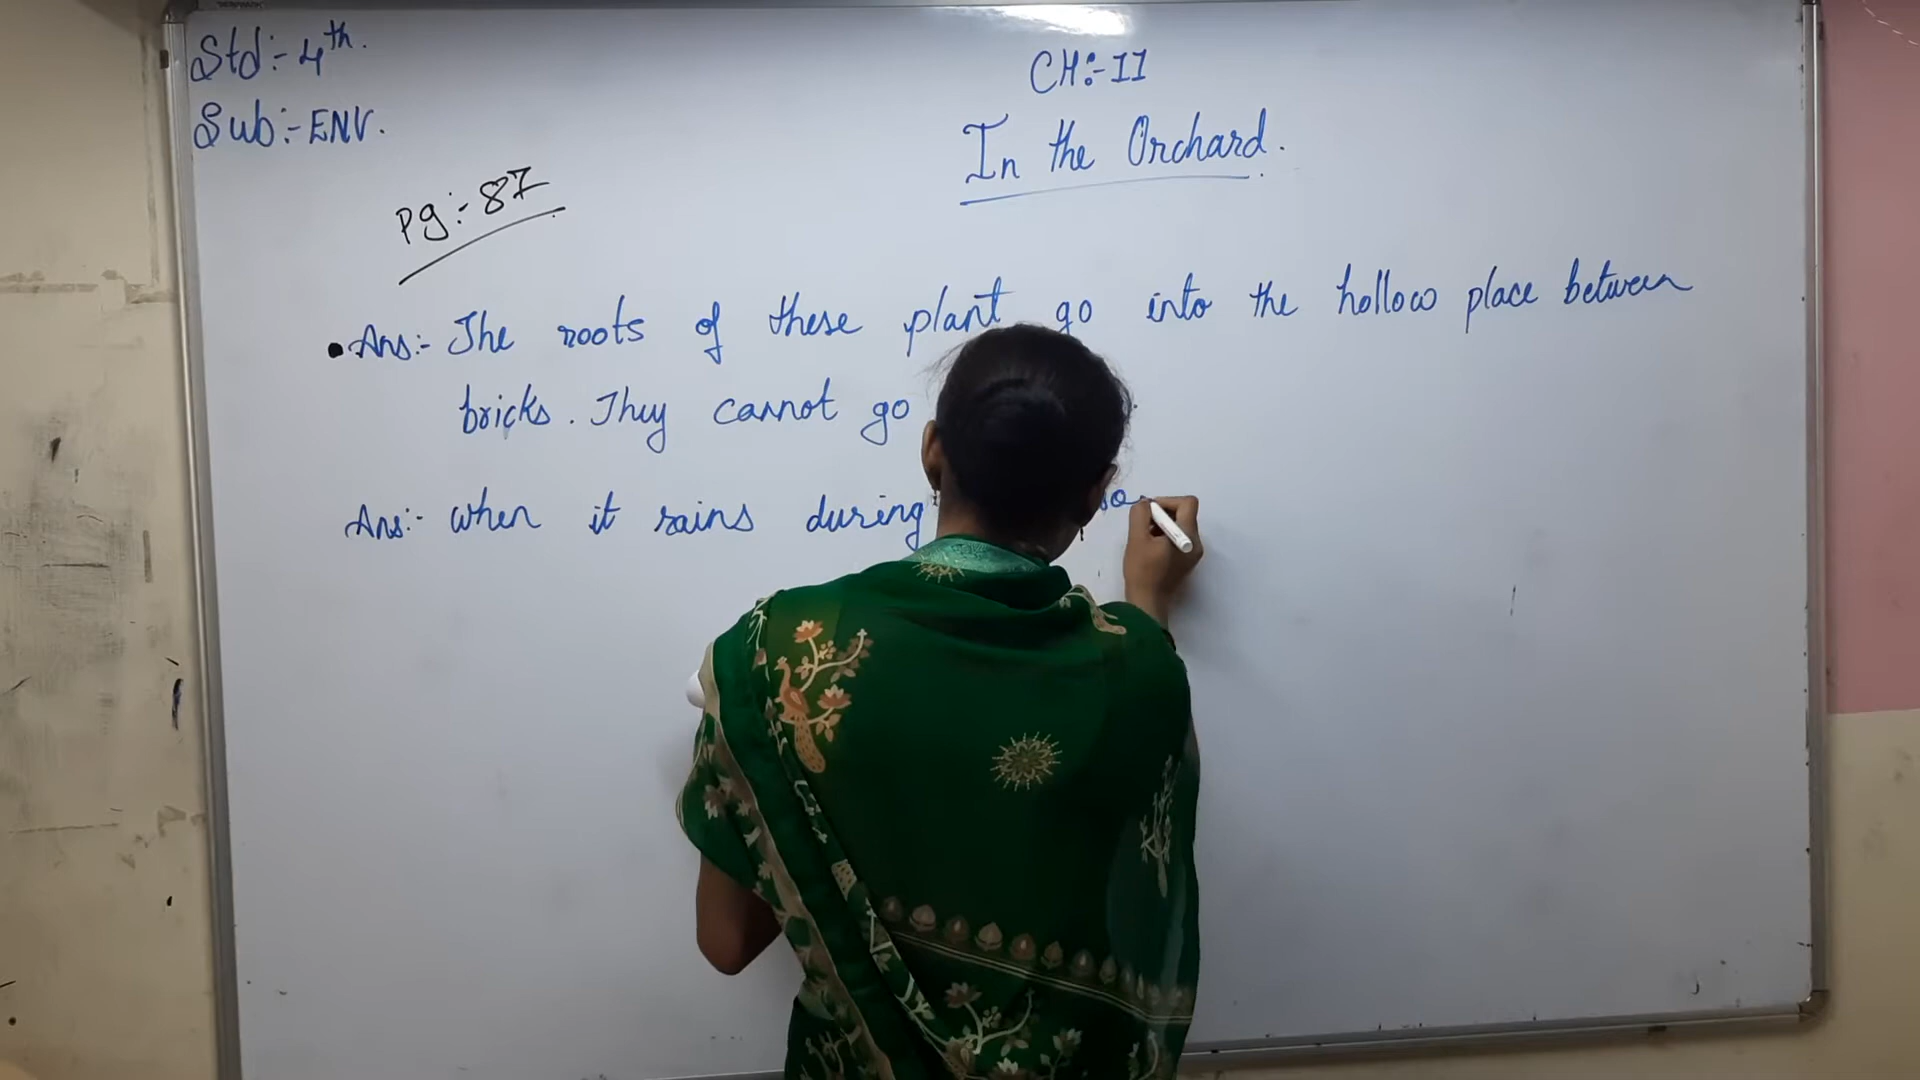 Std:- 4th.
Sub:- ENV.
CH:- 11
In the Orchard.
Pg:- 87
• Ans:- The roots of these plant go into the hollow place between
bricks. They cannot go
Ans:- when it rains during